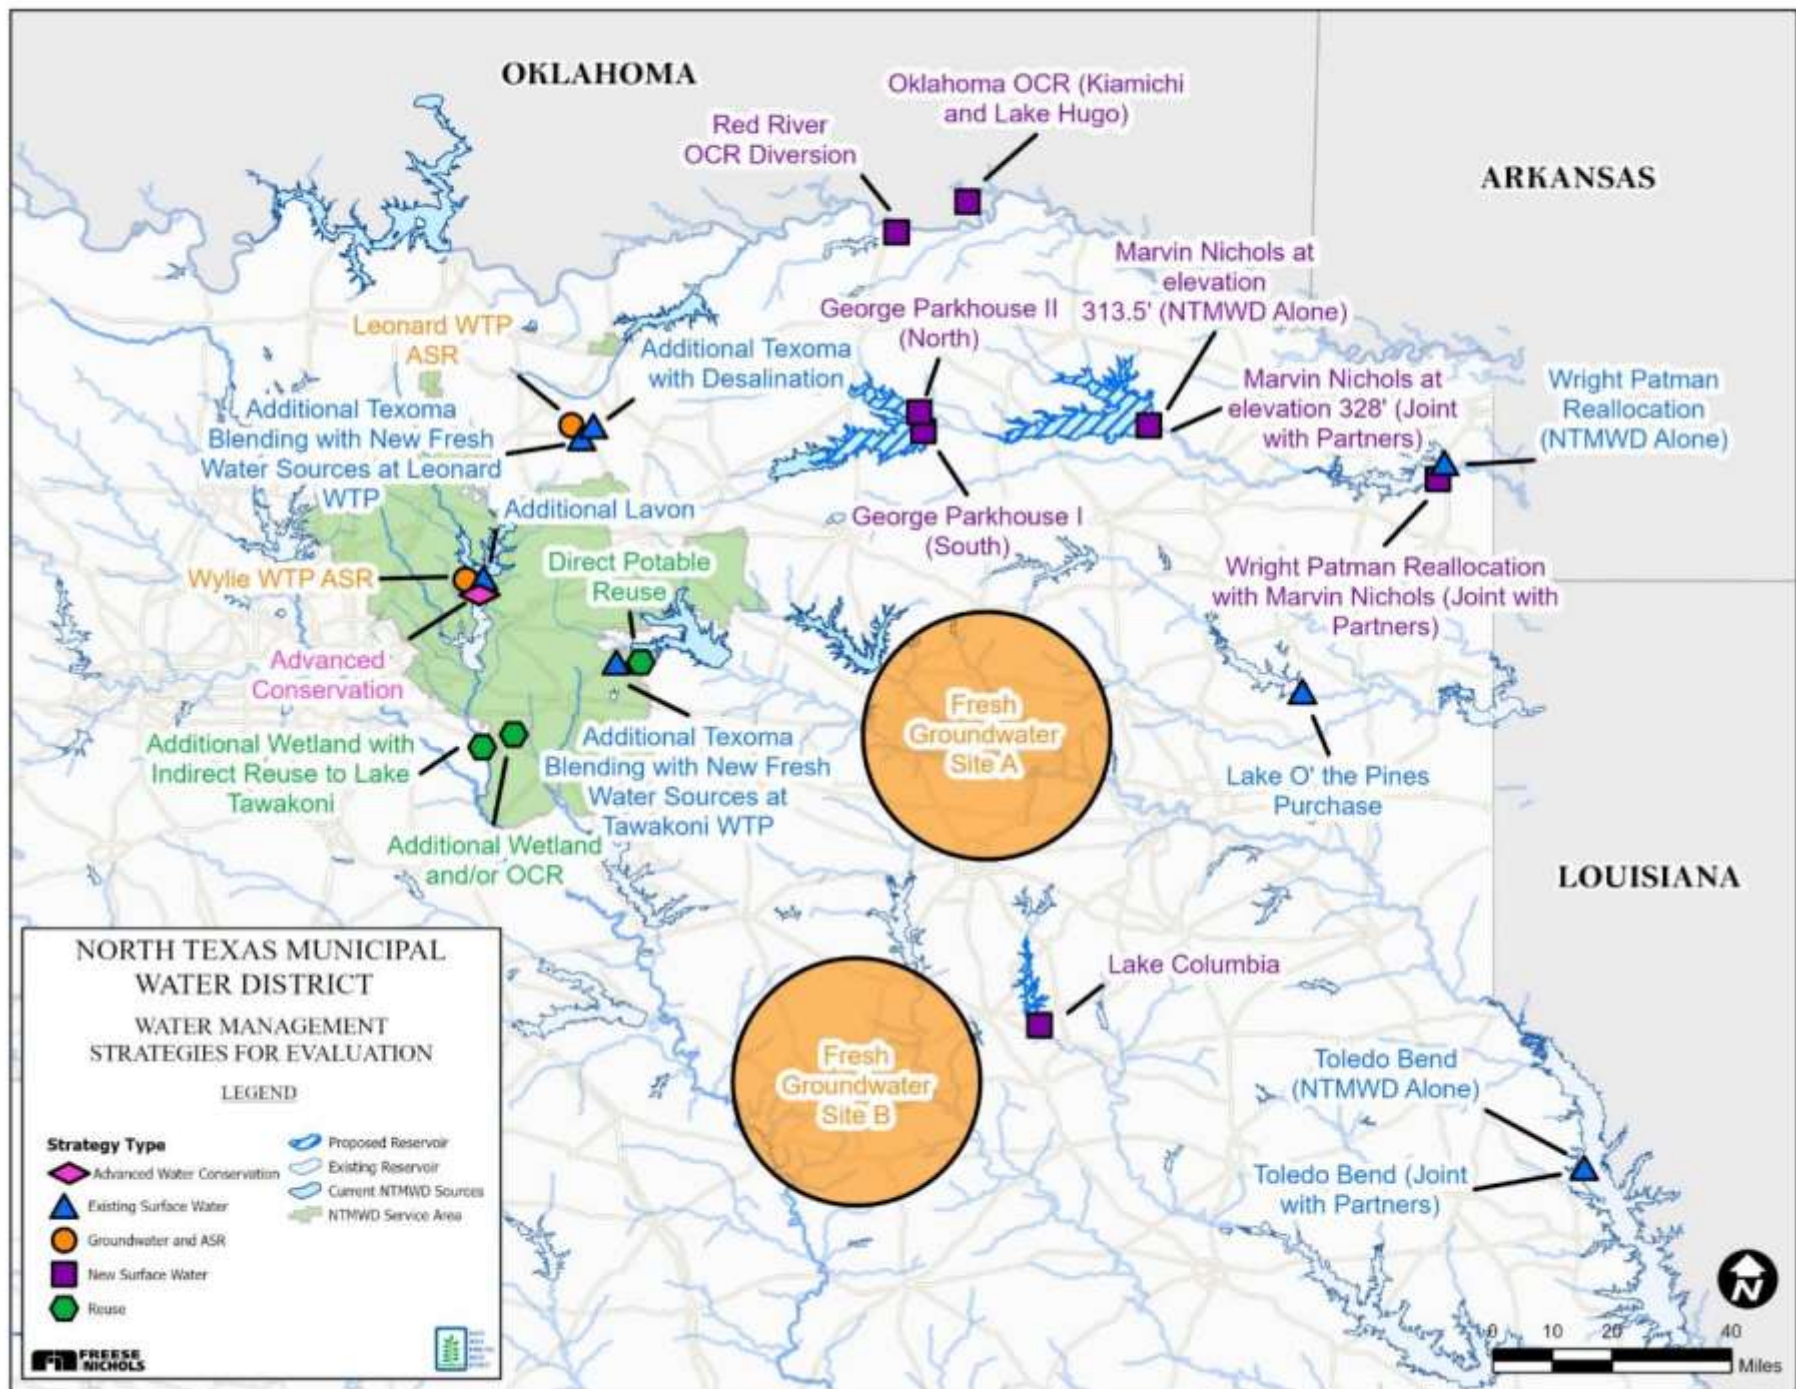 OKLAHOMA
Oklahoma OCR (Kiamichi
and Lake Hugo)
Red River
OCR Diversion
ARKANSAS
Marvin Nichols at
elevation
313.5' (NTMWD Alone)
George Parkhouse II
(North)
Leonard WTP
ASR
Additional Texoma
with Desalination
Marvin Nichols at
elevation 328' (Joint
with Partners)
Wright Patman
Reallocation
(NTMWD Alone)
Additional Texoma
Blending with New Fresh
Water Sources at Leonard
WTP
Additional Lavon
George Parkhouse I
(South)
Direct Potable
Reuse
Wylie WTP ASR
Wright Patman Reallocation
with Marvin Nichols (Joint with
Partners)
Advanced
Conservation
Fresh
Groundwater
Site A
Additional Wetland with
Indirect Reuse to Lake
Tawakoni
Additional Texoma
Blending with New Fresh
Water Sources at
Tawakoni WTP
Lake O' the Pines
Purchase
Additional Wetland
and/or OCR
LOUISIANA
Lake Columbia
Fresh
Groundwater
Site B
Toledo Bend
(NTMWD Alone)
Toledo Bend (Joint
with Partners)
NORTH TEXAS MUNICIPAL
WATER DISTRICT
WATER MANAGEMENT
STRATEGIES FOR EVALUATION
LEGEND
Strategy Type
Advanced Water Conservation
Existing Surface Water
Groundwater and ASR
New Surface Water
Reuse
Proposed Reservoir
Existing Reservoir
Current NTMWD Sources
NTMWD Service Area
FREESE
NICHOLS
N
0 10 20 40
Miles